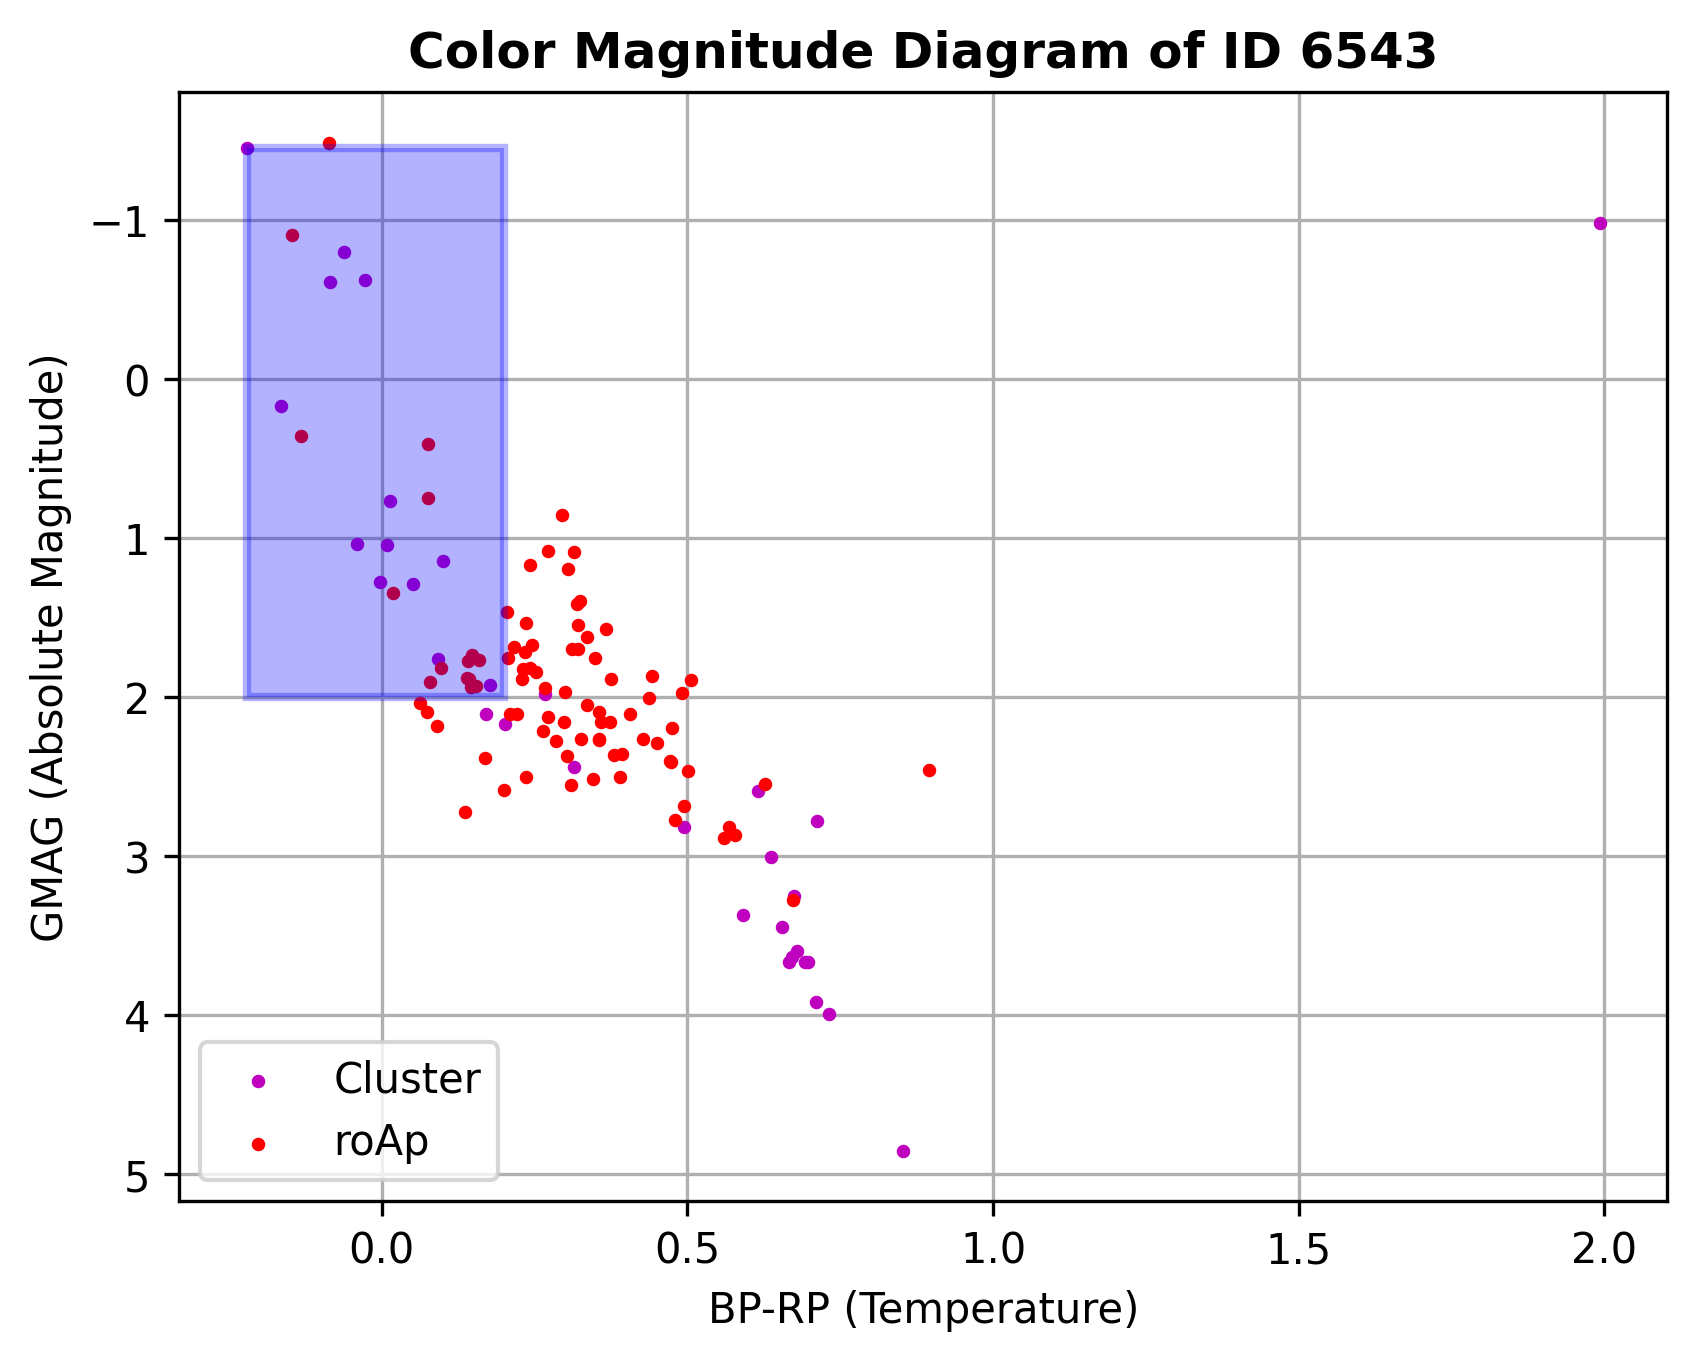 Color Magnitude Diagram of ID 6543
−1
0
1
2
3
4
5
GMAG (Absolute Magnitude)
Cluster
roAp
0.0 0.5 1.0 1.5 2.0
BP-RP (Temperature)